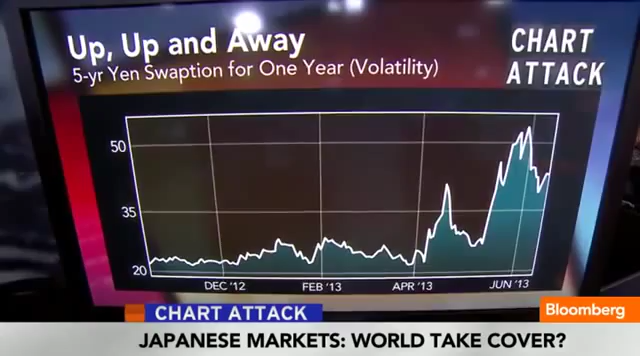 Up, Up and Away
5-yr Yen Swaption for One Year (Volatility)
CHART
ATTACK
50
35
20
DEC '12
FEB '13
APR '13
JUN '13
Bloomberg
CHART ATTACK
JAPANESE MARKETS: WORLD TAKE COVER?